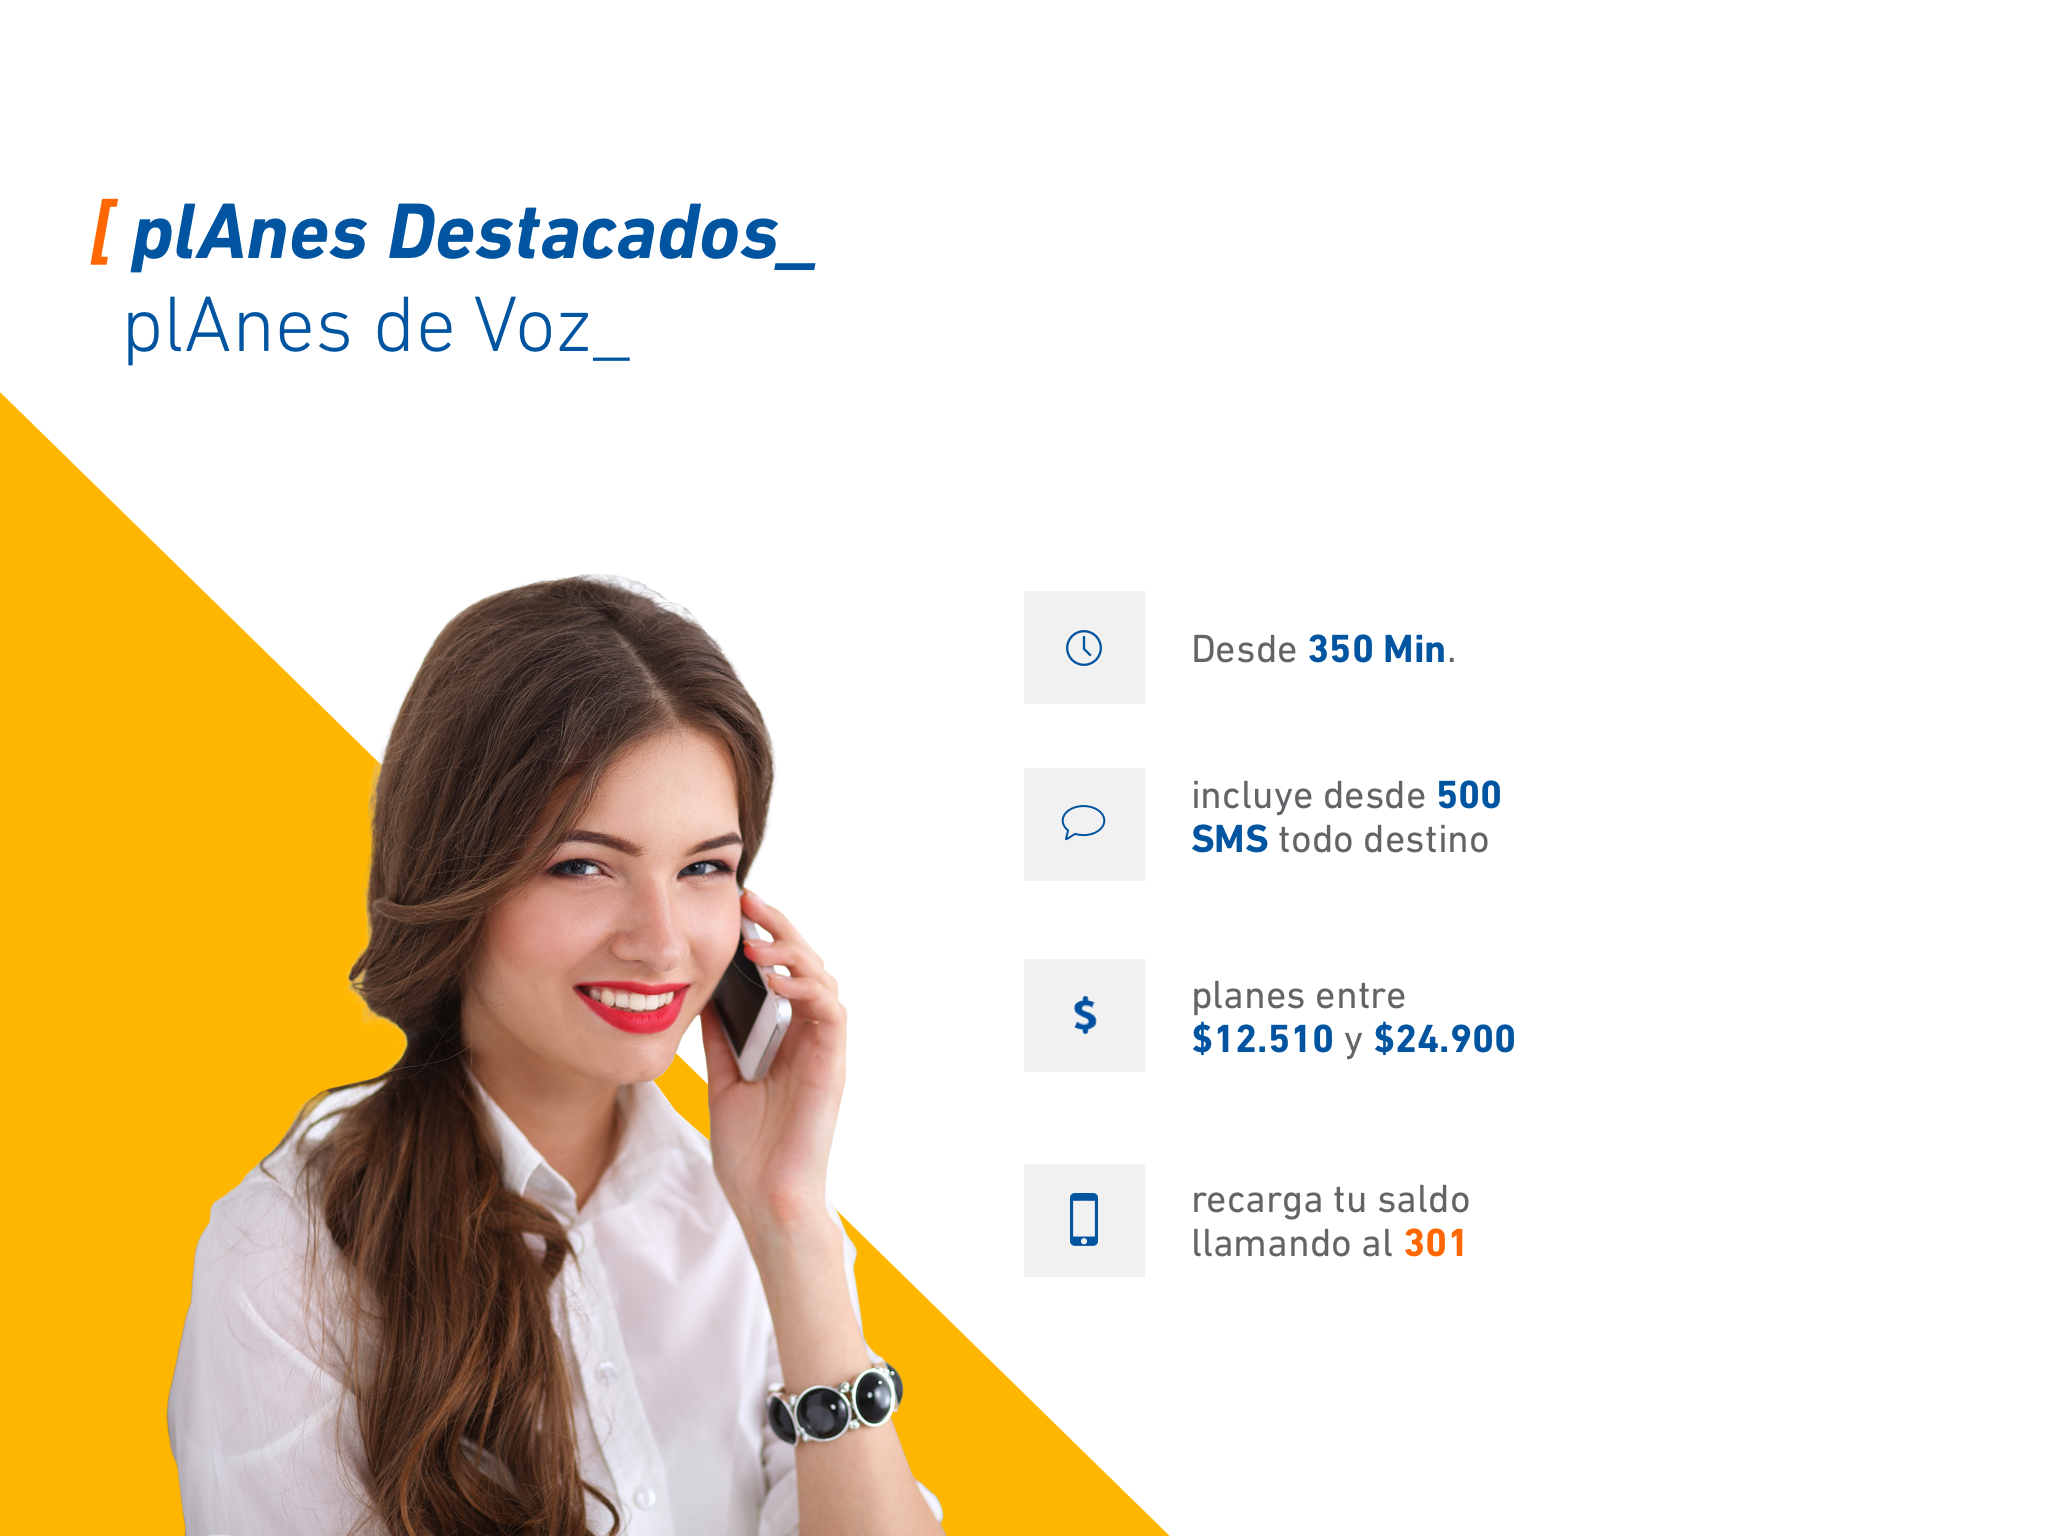 [ plAnes Destacados_
plAnes de Voz_
Desde 350 Min.
incluye desde 500
SMS todo destino
$
planes entre
$12.510 y $24.900
recarga tu saldo
llamando al 301